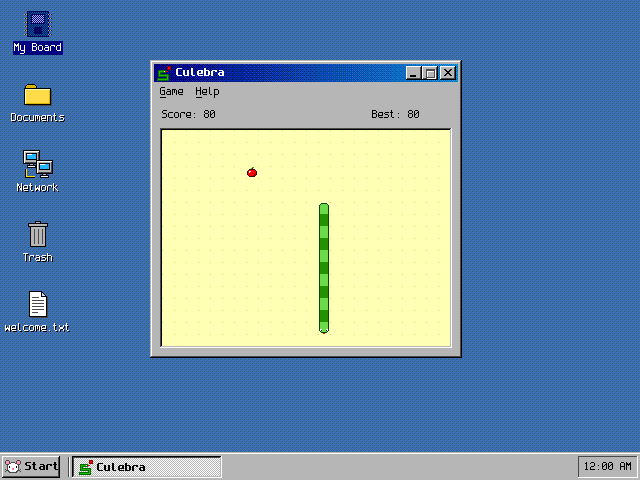 My Board
Documents
Network
Trash
welcome.txt
Culebra
Game Help
Score: 80 Best: 80
Start
Culebra
12:00 AM